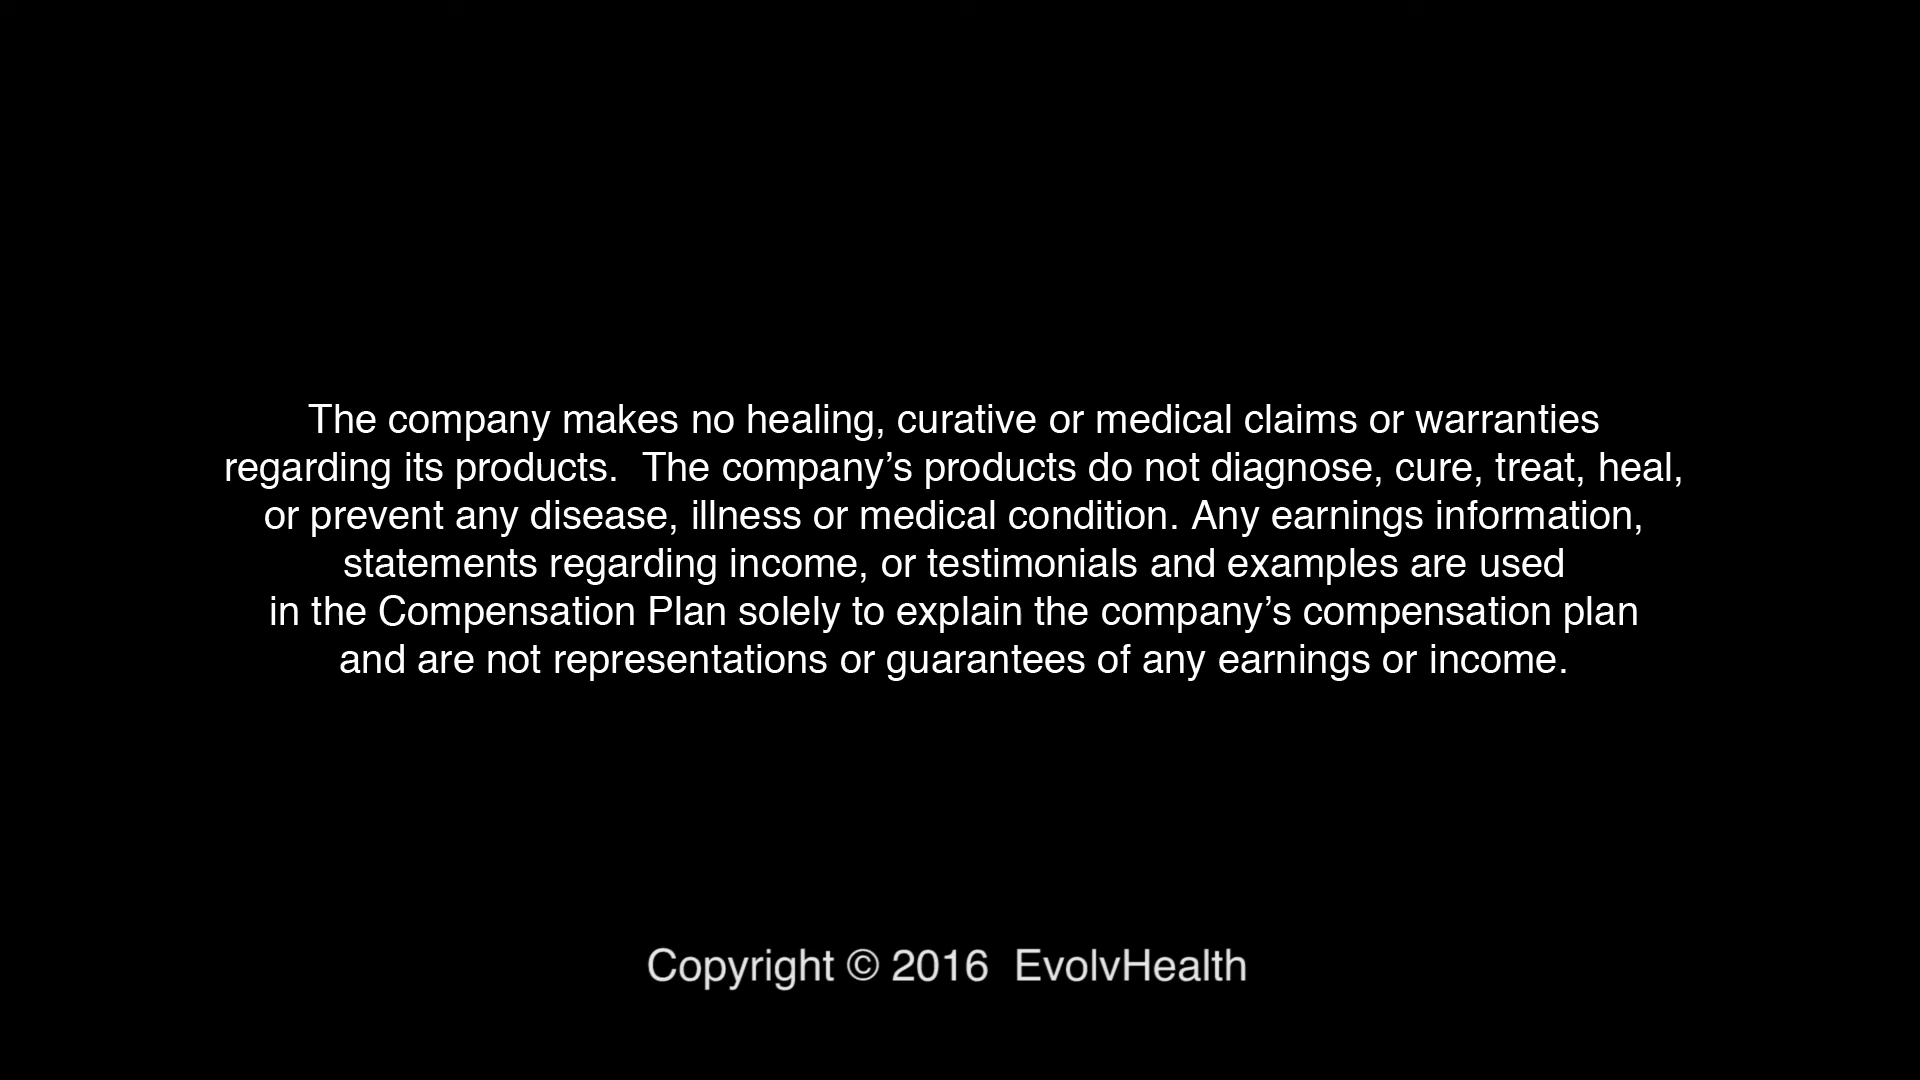 The company makes no healing, curative or medical claims or warranties
regarding its products.  The company’s products do not diagnose, cure, treat, heal,
or prevent any disease, illness or medical condition. Any earnings information,
statements regarding income, or testimonials and examples are used
in the Compensation Plan solely to explain the company’s compensation plan
and are not representations or guarantees of any earnings or income.
Copyright © 2016  EvolvHealth